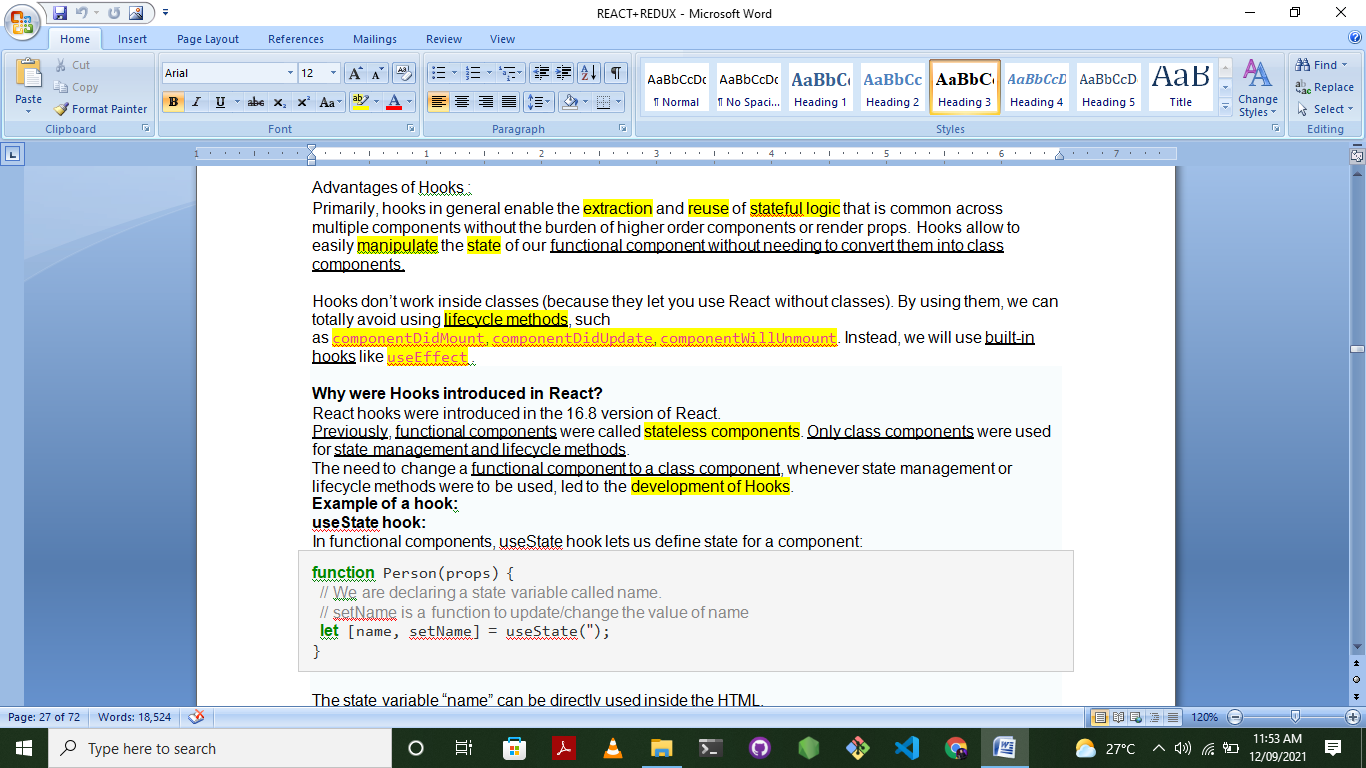 REACT+REDUX - Microsoft Word
Home Insert Page Layout References Mailings Review View
Paste
Cut
Copy
Format Painter
Clipboard
Arial 12
B I U abc x₂ x² Aa
Font
Paragraph
AaBbCcDc AaBbCcDc AaBbC AaBbCc AaBbC AaBbCcD AaBbCcD AaB
¶ Normal ¶ No Spaci... Heading 1 Heading 2 Heading 3 Heading 4 Heading 5 Title
Change Styles
Styles
Find
Replace
Select
Editing
1 1 2 3 4 5 6 7
Advantages of Hooks :
Primarily, hooks in general enable the extraction and reuse of stateful logic that is common across
multiple components without the burden of higher order components or render props. Hooks allow to
easily manipulate the state of our functional component without needing to convert them into class
components.
Hooks don’t work inside classes (because they let you use React without classes). By using them, we can
totally avoid using lifecycle methods, such
as componentDidMount, componentDidUpdate, componentWillUnmount. Instead, we will use built-in
hooks like useEffect .
Why were Hooks introduced in React?
React hooks were introduced in the 16.8 version of React.
Previously, functional components were called stateless components. Only class components were used
for state management and lifecycle methods.
The need to change a functional component to a class component, whenever state management or
lifecycle methods were to be used, led to the development of Hooks.
Example of a hook:
useState hook:
In functional components, useState hook lets us define state for a component:
function Person(props) {
// We are declaring a state variable called name.
// setName is a function to update/change the value of name
let [name, setName] = useState('');
}
The state variable “name” can be directly used inside the HTML.
Page: 27 of 72 Words: 18,524 120%
Type here to search
27°C
11:53 AM
12/09/2021